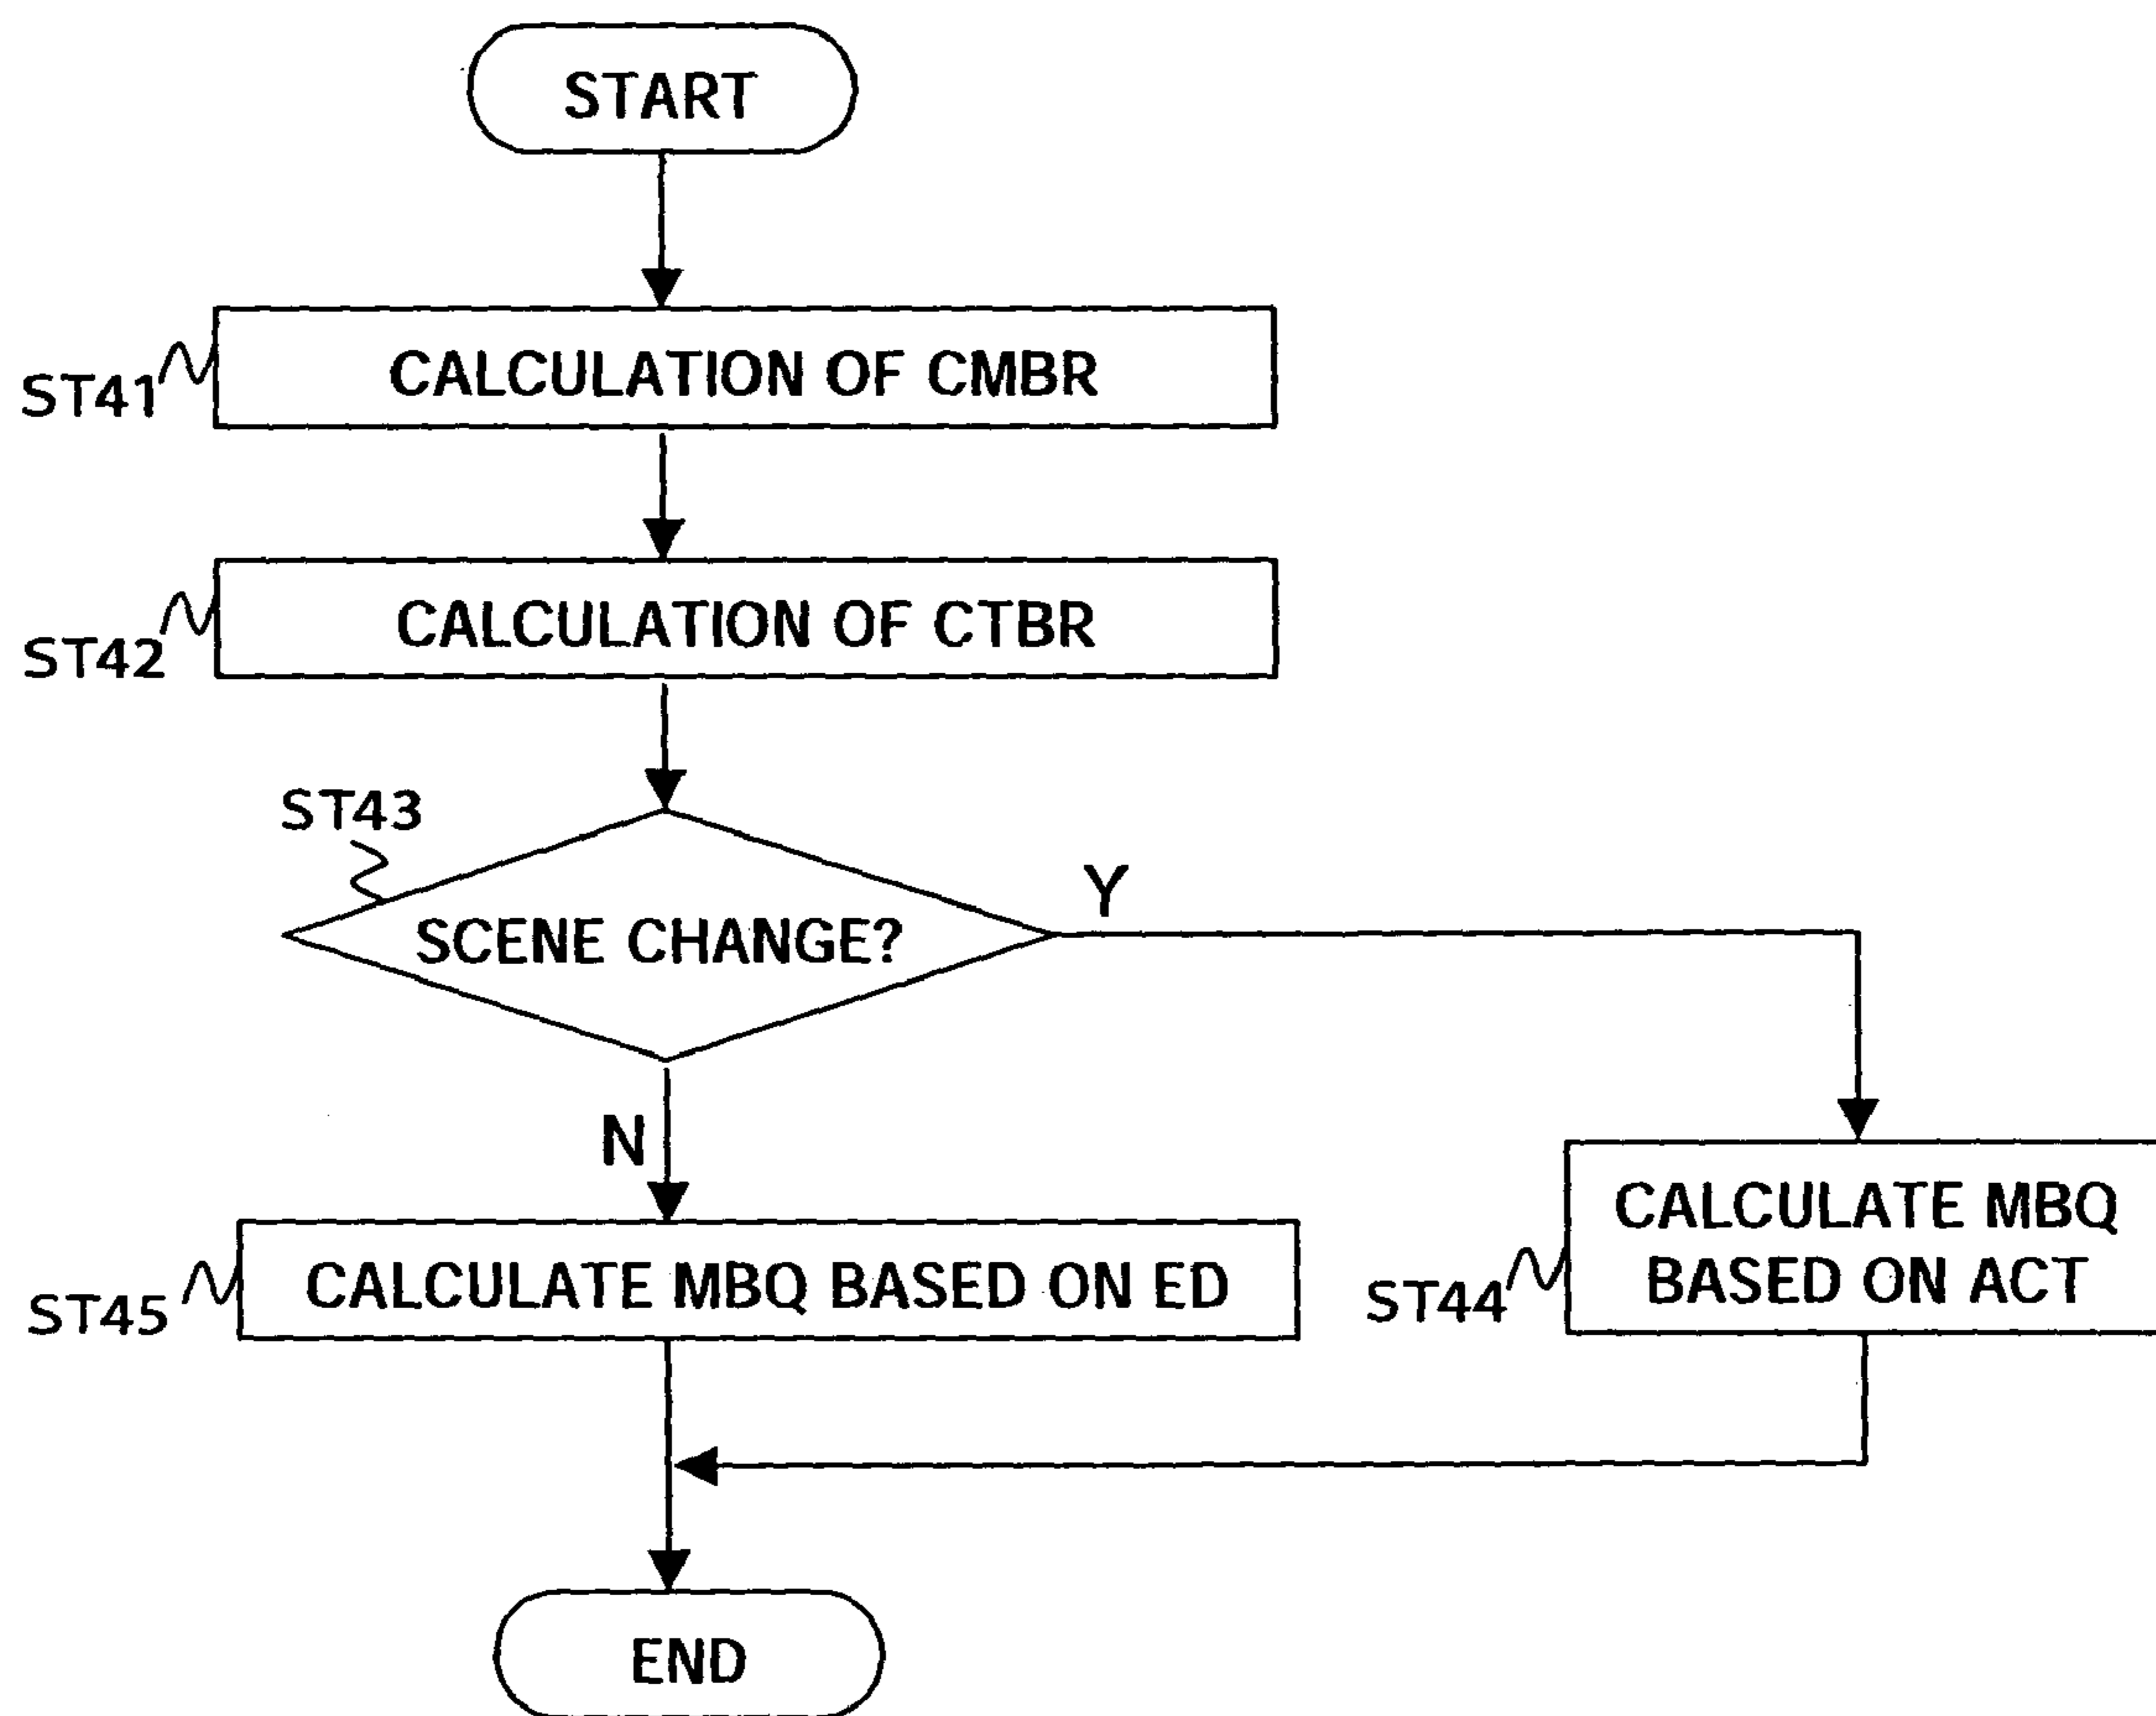 START
CALCULATION OF CMBR
ST41
CALCULATION OF CTBR
ST42
ST43
SCENE CHANGE?
Y
N
CALCULATE MBQ
BASED ON ACT
ST44
CALCULATE MBQ BASED ON ED
ST45
END